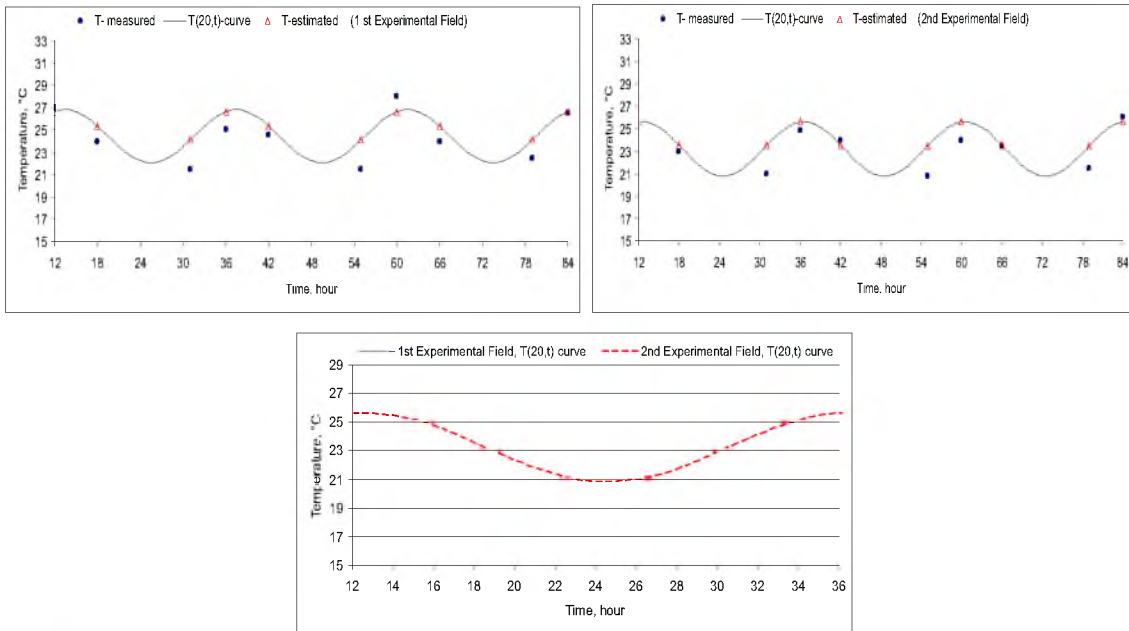 T- measured T(20,t)-curve T-estimated (1 st Experimental Field)
33
31
29
27
25
23
21
19
17
15
Temperature, °C
12 18 24 30 36 42 48 54 60 66 72 78 84
Time, hour
T- measured T(20,t)-curve T-estimated (2nd Experimental Field)
33
31
29
27
25
23
21
19
17
15
Temperature, °C
12 18 24 30 36 42 48 54 60 66 72 78 84
Time, hour
1st Experimental Field, T(20,t) curve 2nd Experimental Field, T(20,t) curve
29
27
25
23
21
19
17
15
Temperature, °C
12 14 16 18 20 22 24 26 28 30 32 34 36
Time, hour